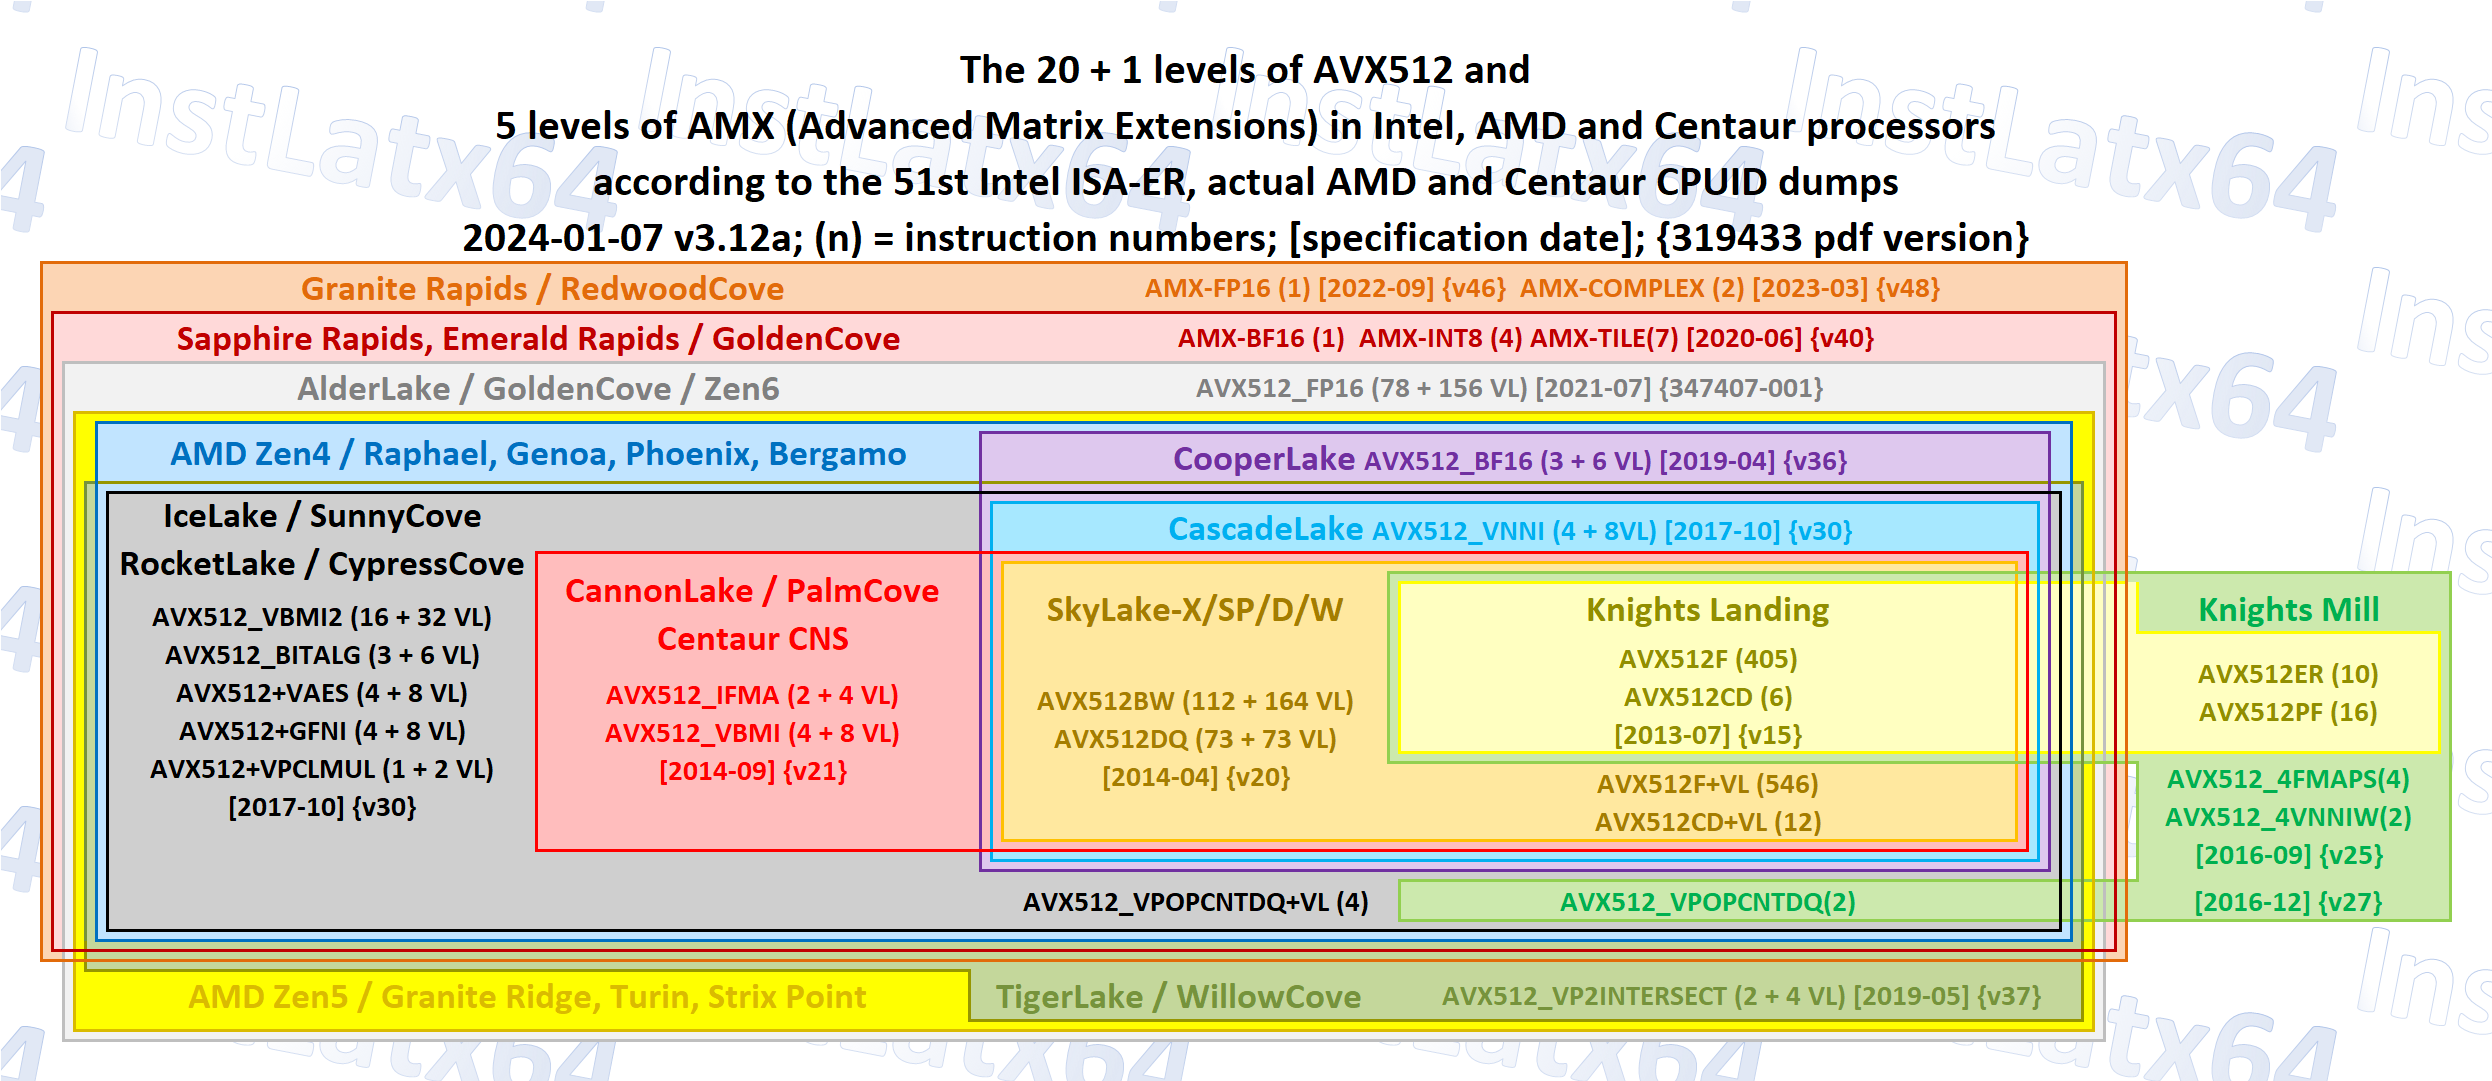 The 20 + 1 levels of AVX512 and
5 levels of AMX (Advanced Matrix Extensions) in Intel, AMD and Centaur processors
according to the 51st Intel ISA-ER, actual AMD and Centaur CPUID dumps
2024-01-07 v3.12a; (n) = instruction numbers; [specification date]; {319433 pdf version}
Granite Rapids / RedwoodCove
AMX-FP16 (1) [2022-09] {v46} AMX-COMPLEX (2) [2023-03] {v48}
Sapphire Rapids, Emerald Rapids / GoldenCove
AMX-BF16 (1) AMX-INT8 (4) AMX-TILE(7) [2020-06] {v40}
AlderLake / GoldenCove / Zen6
AVX512_FP16 (78 + 156 VL) [2021-07] {347407-001}
AMD Zen4 / Raphael, Genoa, Phoenix, Bergamo
CooperLake AVX512_BF16 (3 + 6 VL) [2019-04] {v36}
IceLake / SunnyCove
RocketLake / CypressCove
AVX512_VBMI2 (16 + 32 VL)
AVX512_BITALG (3 + 6 VL)
AVX512+VAES (4 + 8 VL)
AVX512+GFNI (4 + 8 VL)
AVX512+VPCLMUL (1 + 2 VL)
[2017-10] {v30}
CascadeLake AVX512_VNNI (4 + 8VL) [2017-10] {v30}
CannonLake / PalmCove
Centaur CNS
AVX512_IFMA (2 + 4 VL)
AVX512_VBMI (4 + 8 VL)
[2014-09] {v21}
SkyLake-X/SP/D/W
AVX512BW (112 + 164 VL)
AVX512DQ (73 + 73 VL)
[2014-04] {v20}
Knights Landing
AVX512F (405)
AVX512CD (6)
[2013-07] {v15}
AVX512F+VL (546)
AVX512CD+VL (12)
Knights Mill
AVX512ER (10)
AVX512PF (16)
AVX512_4FMAPS(4)
AVX512_4VNNIW(2)
[2016-09] {v25}
AVX512_VPOPCNTDQ+VL (4)
AVX512_VPOPCNTDQ(2)
[2016-12] {v27}
AMD Zen5 / Granite Ridge, Turin, Strix Point
TigerLake / WillowCove
AVX512_VP2INTERSECT (2 + 4 VL) [2019-05] {v37}
InstLatx64
InstLatx64
InstLatx64
InstLatx64